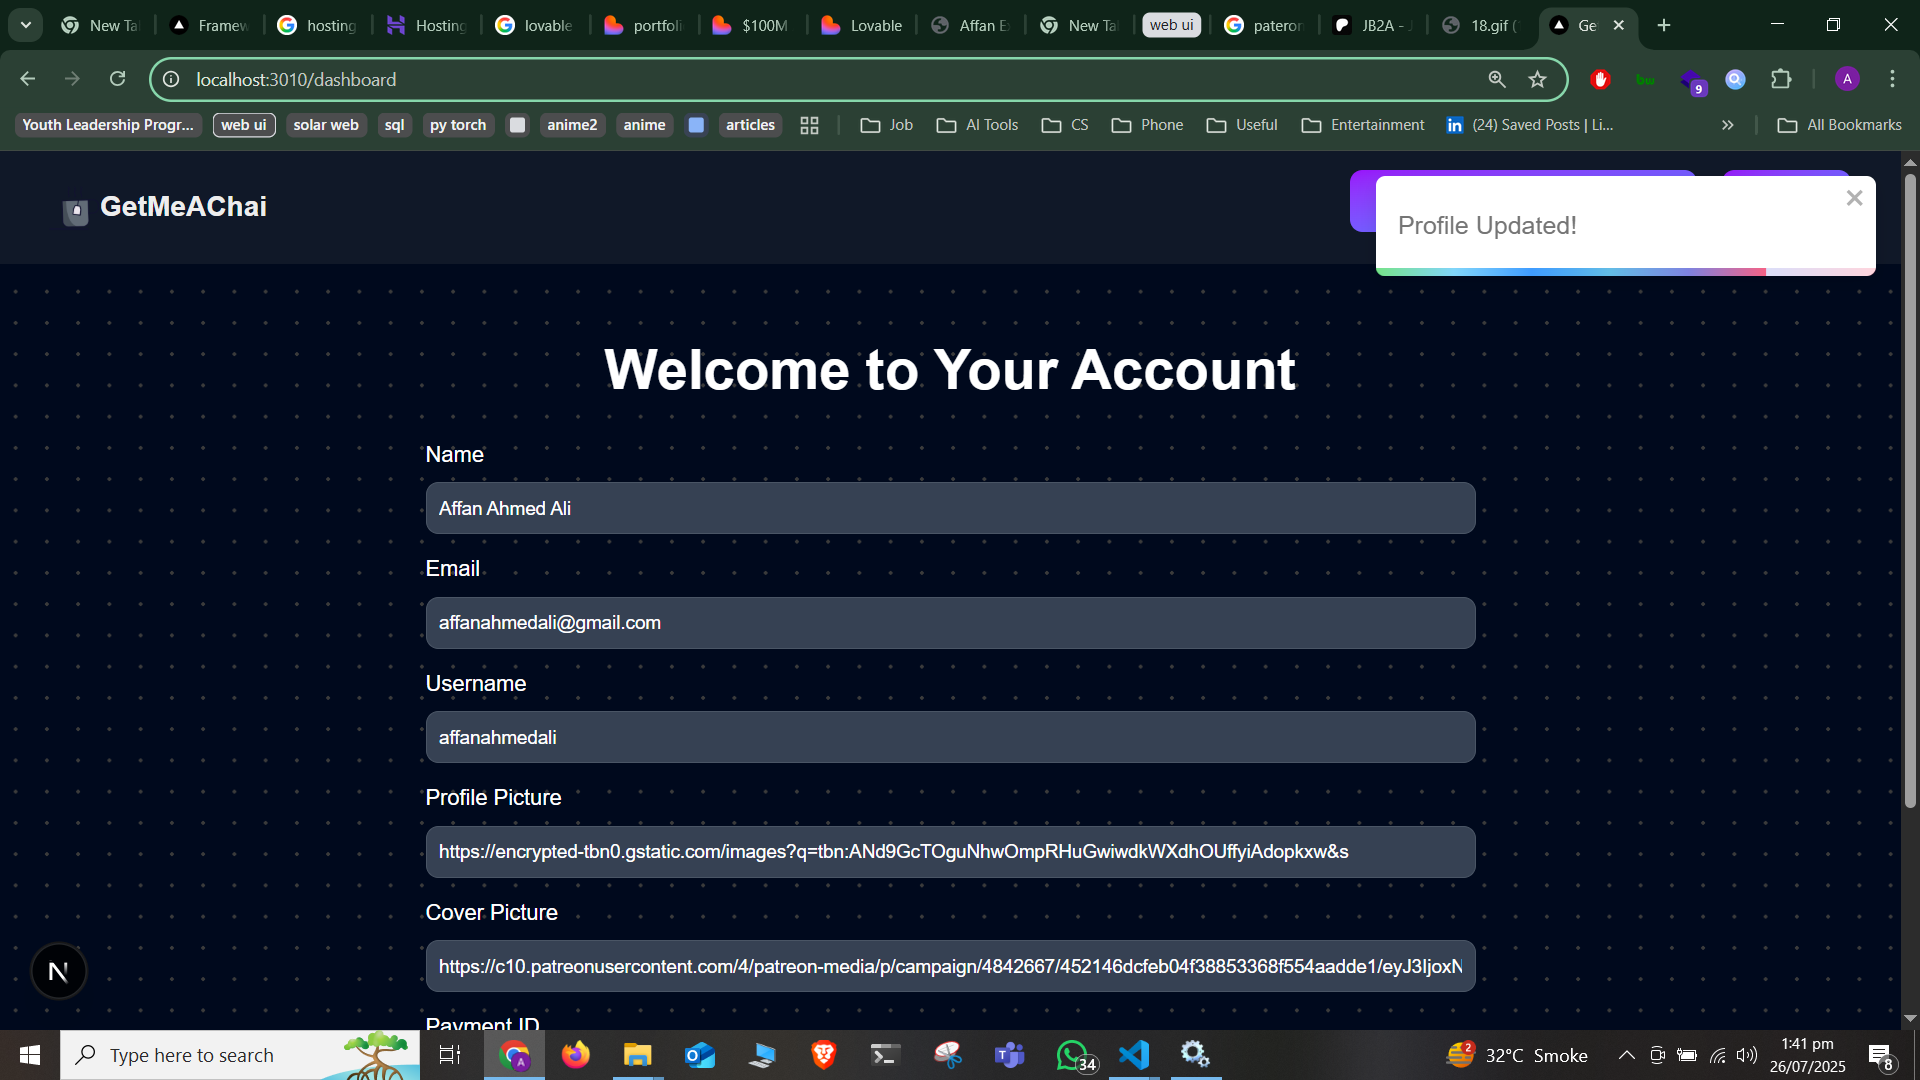 New Ta
Framew
hosting
Hosting
lovable
portfoli
$100M
Lovable
Affan E
New Ta
web ui
pateron
JB2A - J
18.gif (
Ge
localhost:3010/dashboard
9
A
Youth Leadership Progr...
web ui
solar web
sql
py torch
anime2
anime
articles
Job
AI Tools
CS
Phone
Useful
Entertainment
(24) Saved Posts | Li...
»
All Bookmarks
GetMeAChai
Profile Updated!
Welcome to Your Account
Name
Affan Ahmed Ali
Email
affanahmedali@gmail.com
Username
affanahmedali
Profile Picture
https://encrypted-tbn0.gstatic.com/images?q=tbn:ANd9GcTOguNhwOmpRHuGwiwdkWXdhOUffyiAdopkxw&s
Cover Picture
https://c10.patreonusercontent.com/4/patreon-media/p/campaign/4842667/452146dcfeb04f38853368f554aadde1/eyJ3IjoxN
Payment ID
N
Type here to search
34
2
32°C Smoke
1:41 pm
26/07/2025
8